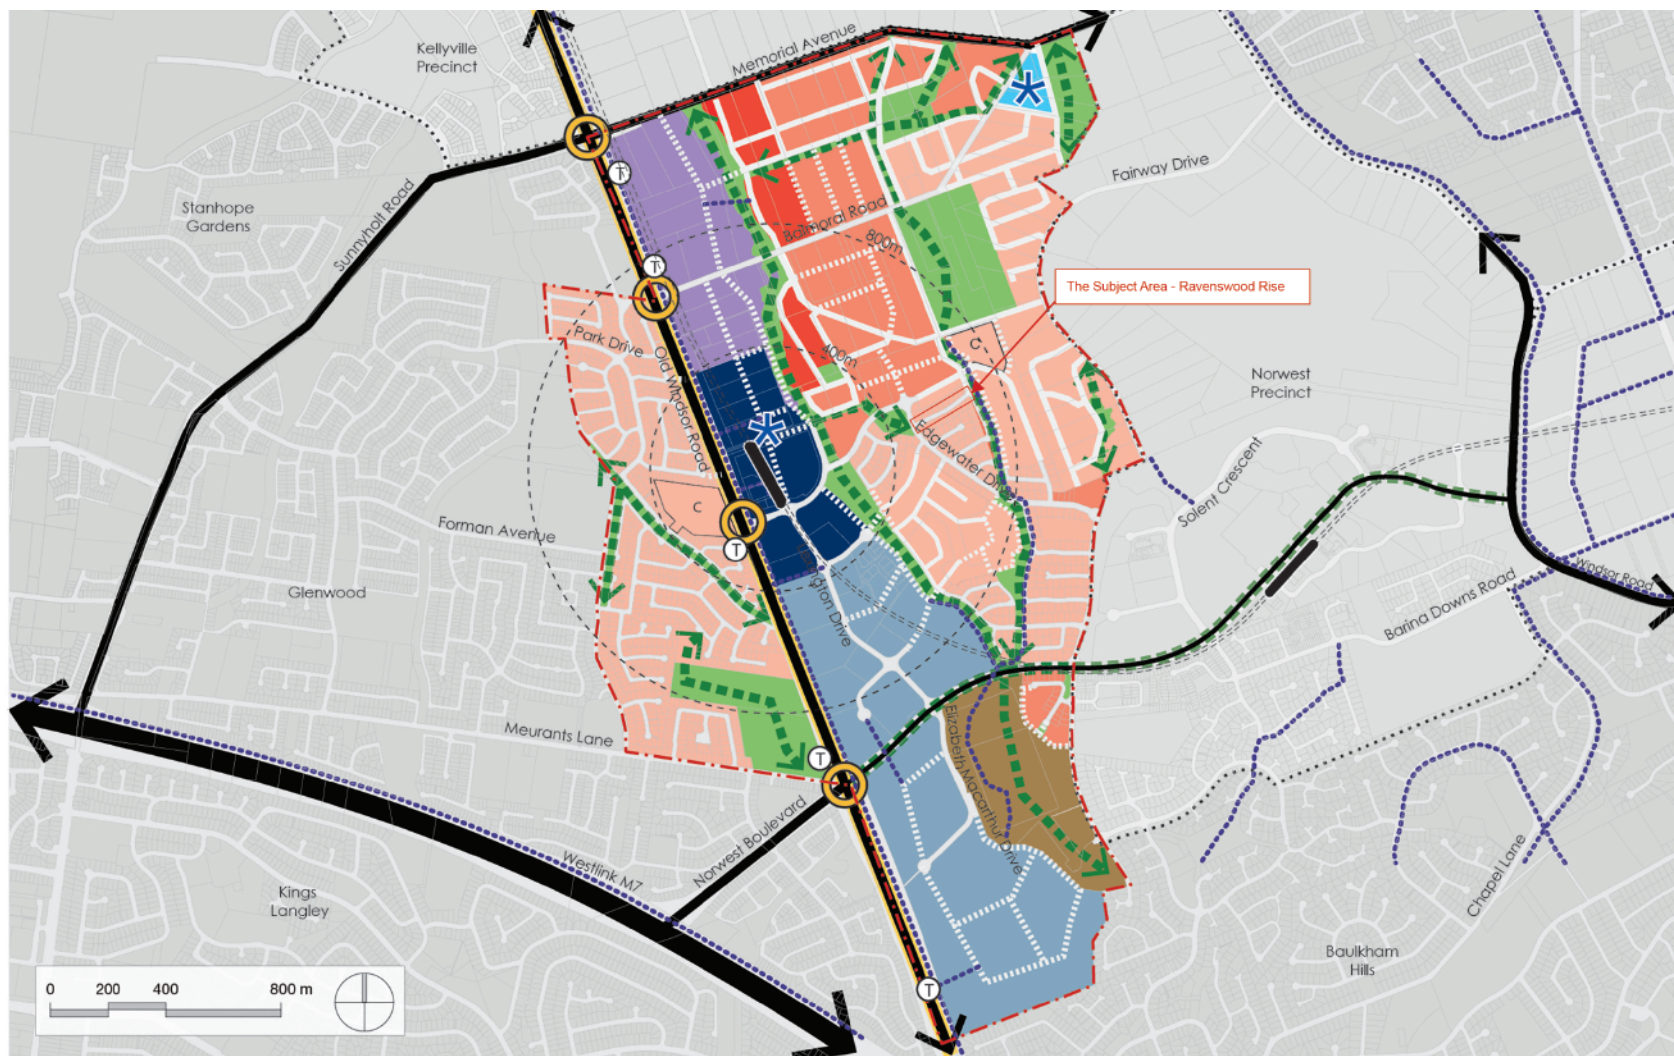 Kellyville
Precinct
Memorial Avenue
T
Fairway Drive
Stanhope
Gardens
Sunnyholt Road
Balmoral Road
800m
T
The Subject Area - Ravenswood Rise
Park Drive
Old Windsor Road
400m
C
Norwest
Precinct
Edgewater Drive
Solent Crescent
C
Forman Avenue
T
Glenwood
Windsor Road
Barina Downs Road
Meurants Lane
T
Elizabeth Macarthur Drive
Norwest Boulevard
Westlink M7
Kings
Langley
Chapel Lane
Baulkham
Hills
T
0 200 400 800 m